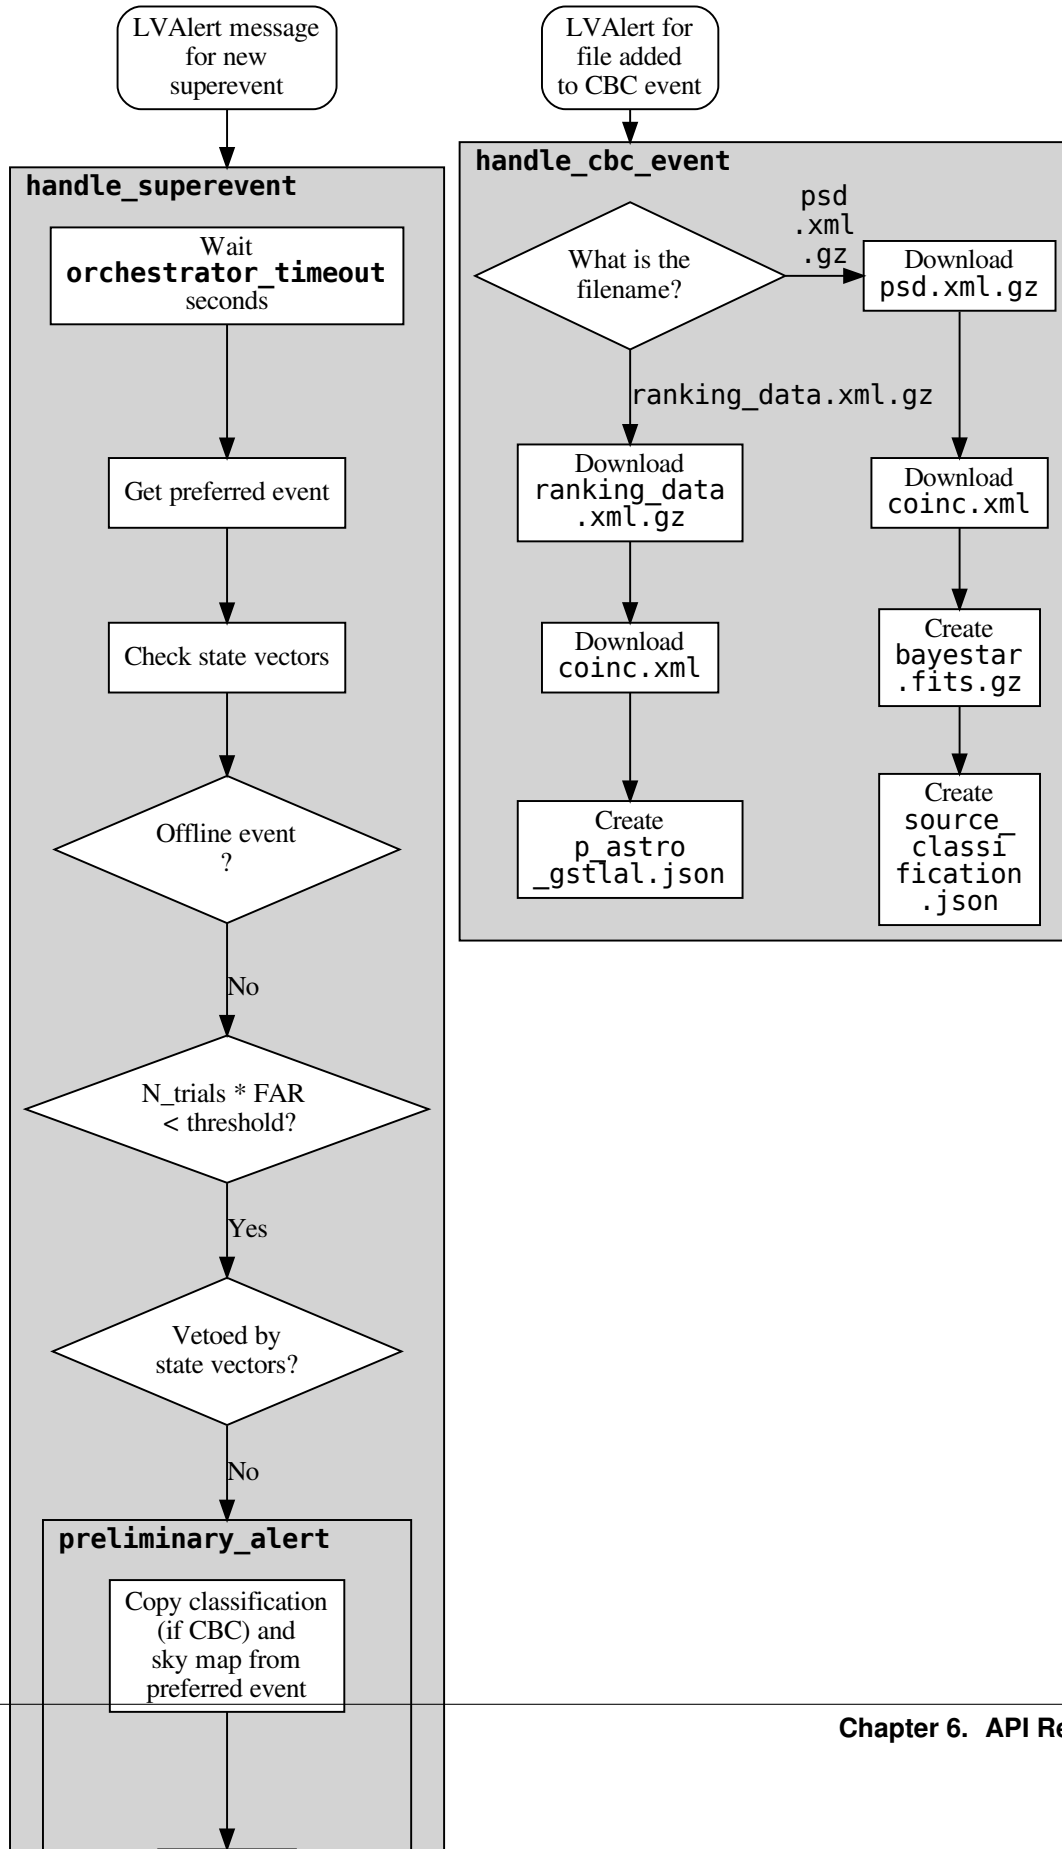 LVAlert message
for new
superevent
handle_superevent
Wait
orchestrator_timeout
seconds
Get preferred event
Check state vectors
Offline event
?
No
N_trials * FAR
< threshold?
Yes
Vetoed by
state vectors?
No
preliminary_alert
Copy classification
(if CBC) and
sky map from
preferred event
LVAlert for
file added
to CBC event
handle_cbc_event
What is the
filename?
psd
.xml
.gz
Download
psd.xml.gz
ranking_data.xml.gz
Download
ranking_data
.xml.gz
Download
coinc.xml
Download
coinc.xml
Create
bayestar
.fits.gz
Create
p_astro
_gstlal.json
Create
source_
classi
fication
.json
Chapter 6. API Re